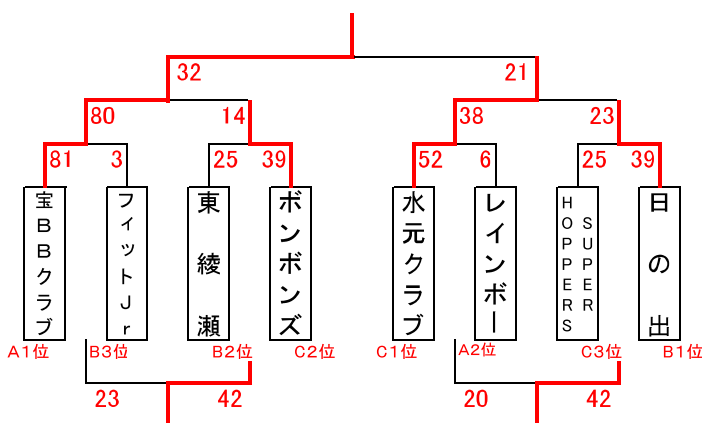 32 21
80 14 38 23
81 3 25 39 52 6 25 39
宝BBクラブ
フィットJr
東綾瀬
ボンボンズ
水元クラブ
レインボー
SUPER
HOPPERS
日の出
A1位 B3位 B2位 C2位 C1位 A2位 C3位 B1位
23 42 20 42